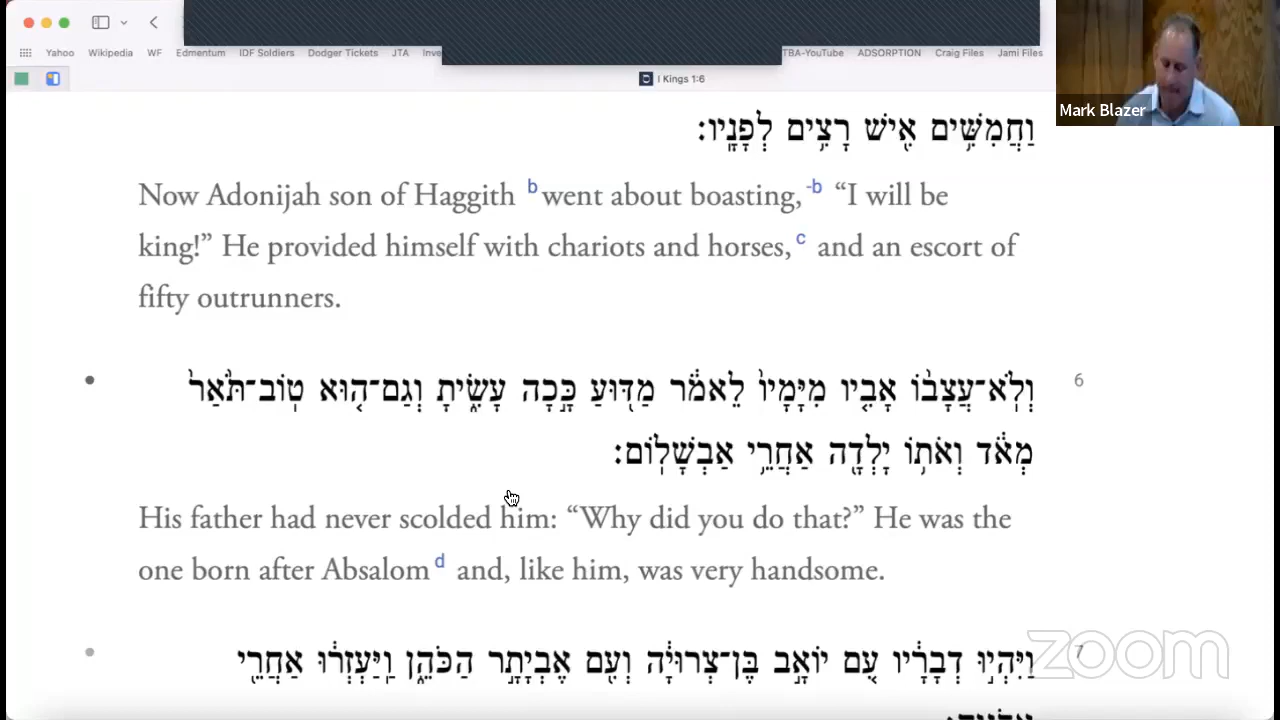 Yahoo Wikipedia WF Edmentum IDF Soldiers Dodger Tickets JTA TBA-YouTube ADSORPTION Craig Files Jami Files
I Kings 1:6
Mark Blazer
וַחֲמִשִּׁ֥ים אִ֖ישׁ רָצִ֥ים לְפָנָֽיו׃
Now Adonijah son of Haggith b went about boasting, -b “I will be
king!” He provided himself with chariots and horses, c and an escort of
fifty outrunners.
6
וְלֹֽא־עֲצָב֨וֹ אָבִ֤יו מִיָּמָיו֙ לֵאמֹ֔ר מַדּ֖וּעַ כָּ֣כָה עָשִׂ֑יתָ וְגַם־ה֤וּא טֽוֹב־תֹּ֙אַר֙
מְאֹ֔ד וְאֹת֥וֹ יָלְדָ֖ה אַחֲרֵ֥י אַבְשָׁלֽוֹם׃
His father had never scolded him: “Why did you do that?” He was the
one born after Absalom d and, like him, was very handsome.
7
וַיִּהְי֣וּ דְבָרָ֔יו עִ֚ם יוֹאָ֣ב בֶּן־צְרוּיָ֔ה וְעִ֖ם אֶבְיָתָ֣ר הַכֹּהֵ֑ן וַֽיַּעְזְר֔וּ אַחֲרֵ֖י
zoom